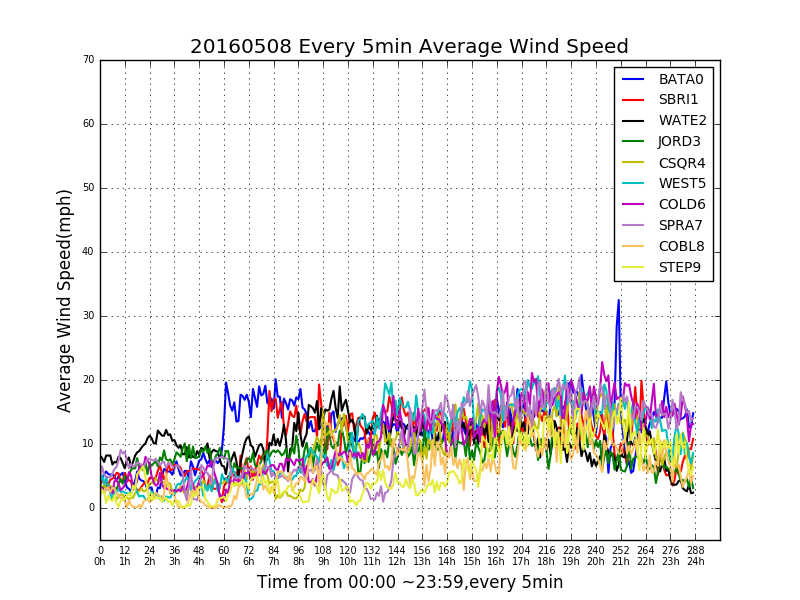 20160508 Every 5min Average Wind Speed
70
60
50
40
30
20
10
0
Average Wind Speed(mph)
BATA0
SBRI1
WATE2
JORD3
CSQR4
WEST5
COLD6
SPRA7
COBL8
STEP9
0 12 24 36 48 60 72 84 96 108 120 132 144 156 168 180 192 204 216 228 240 252 264 276 288
0h 1h 2h 3h 4h 5h 6h 7h 8h 9h 10h 11h 12h 13h 14h 15h 16h 17h 18h 19h 20h 21h 22h 23h 24h
Time from 00:00 ~23:59,every 5min